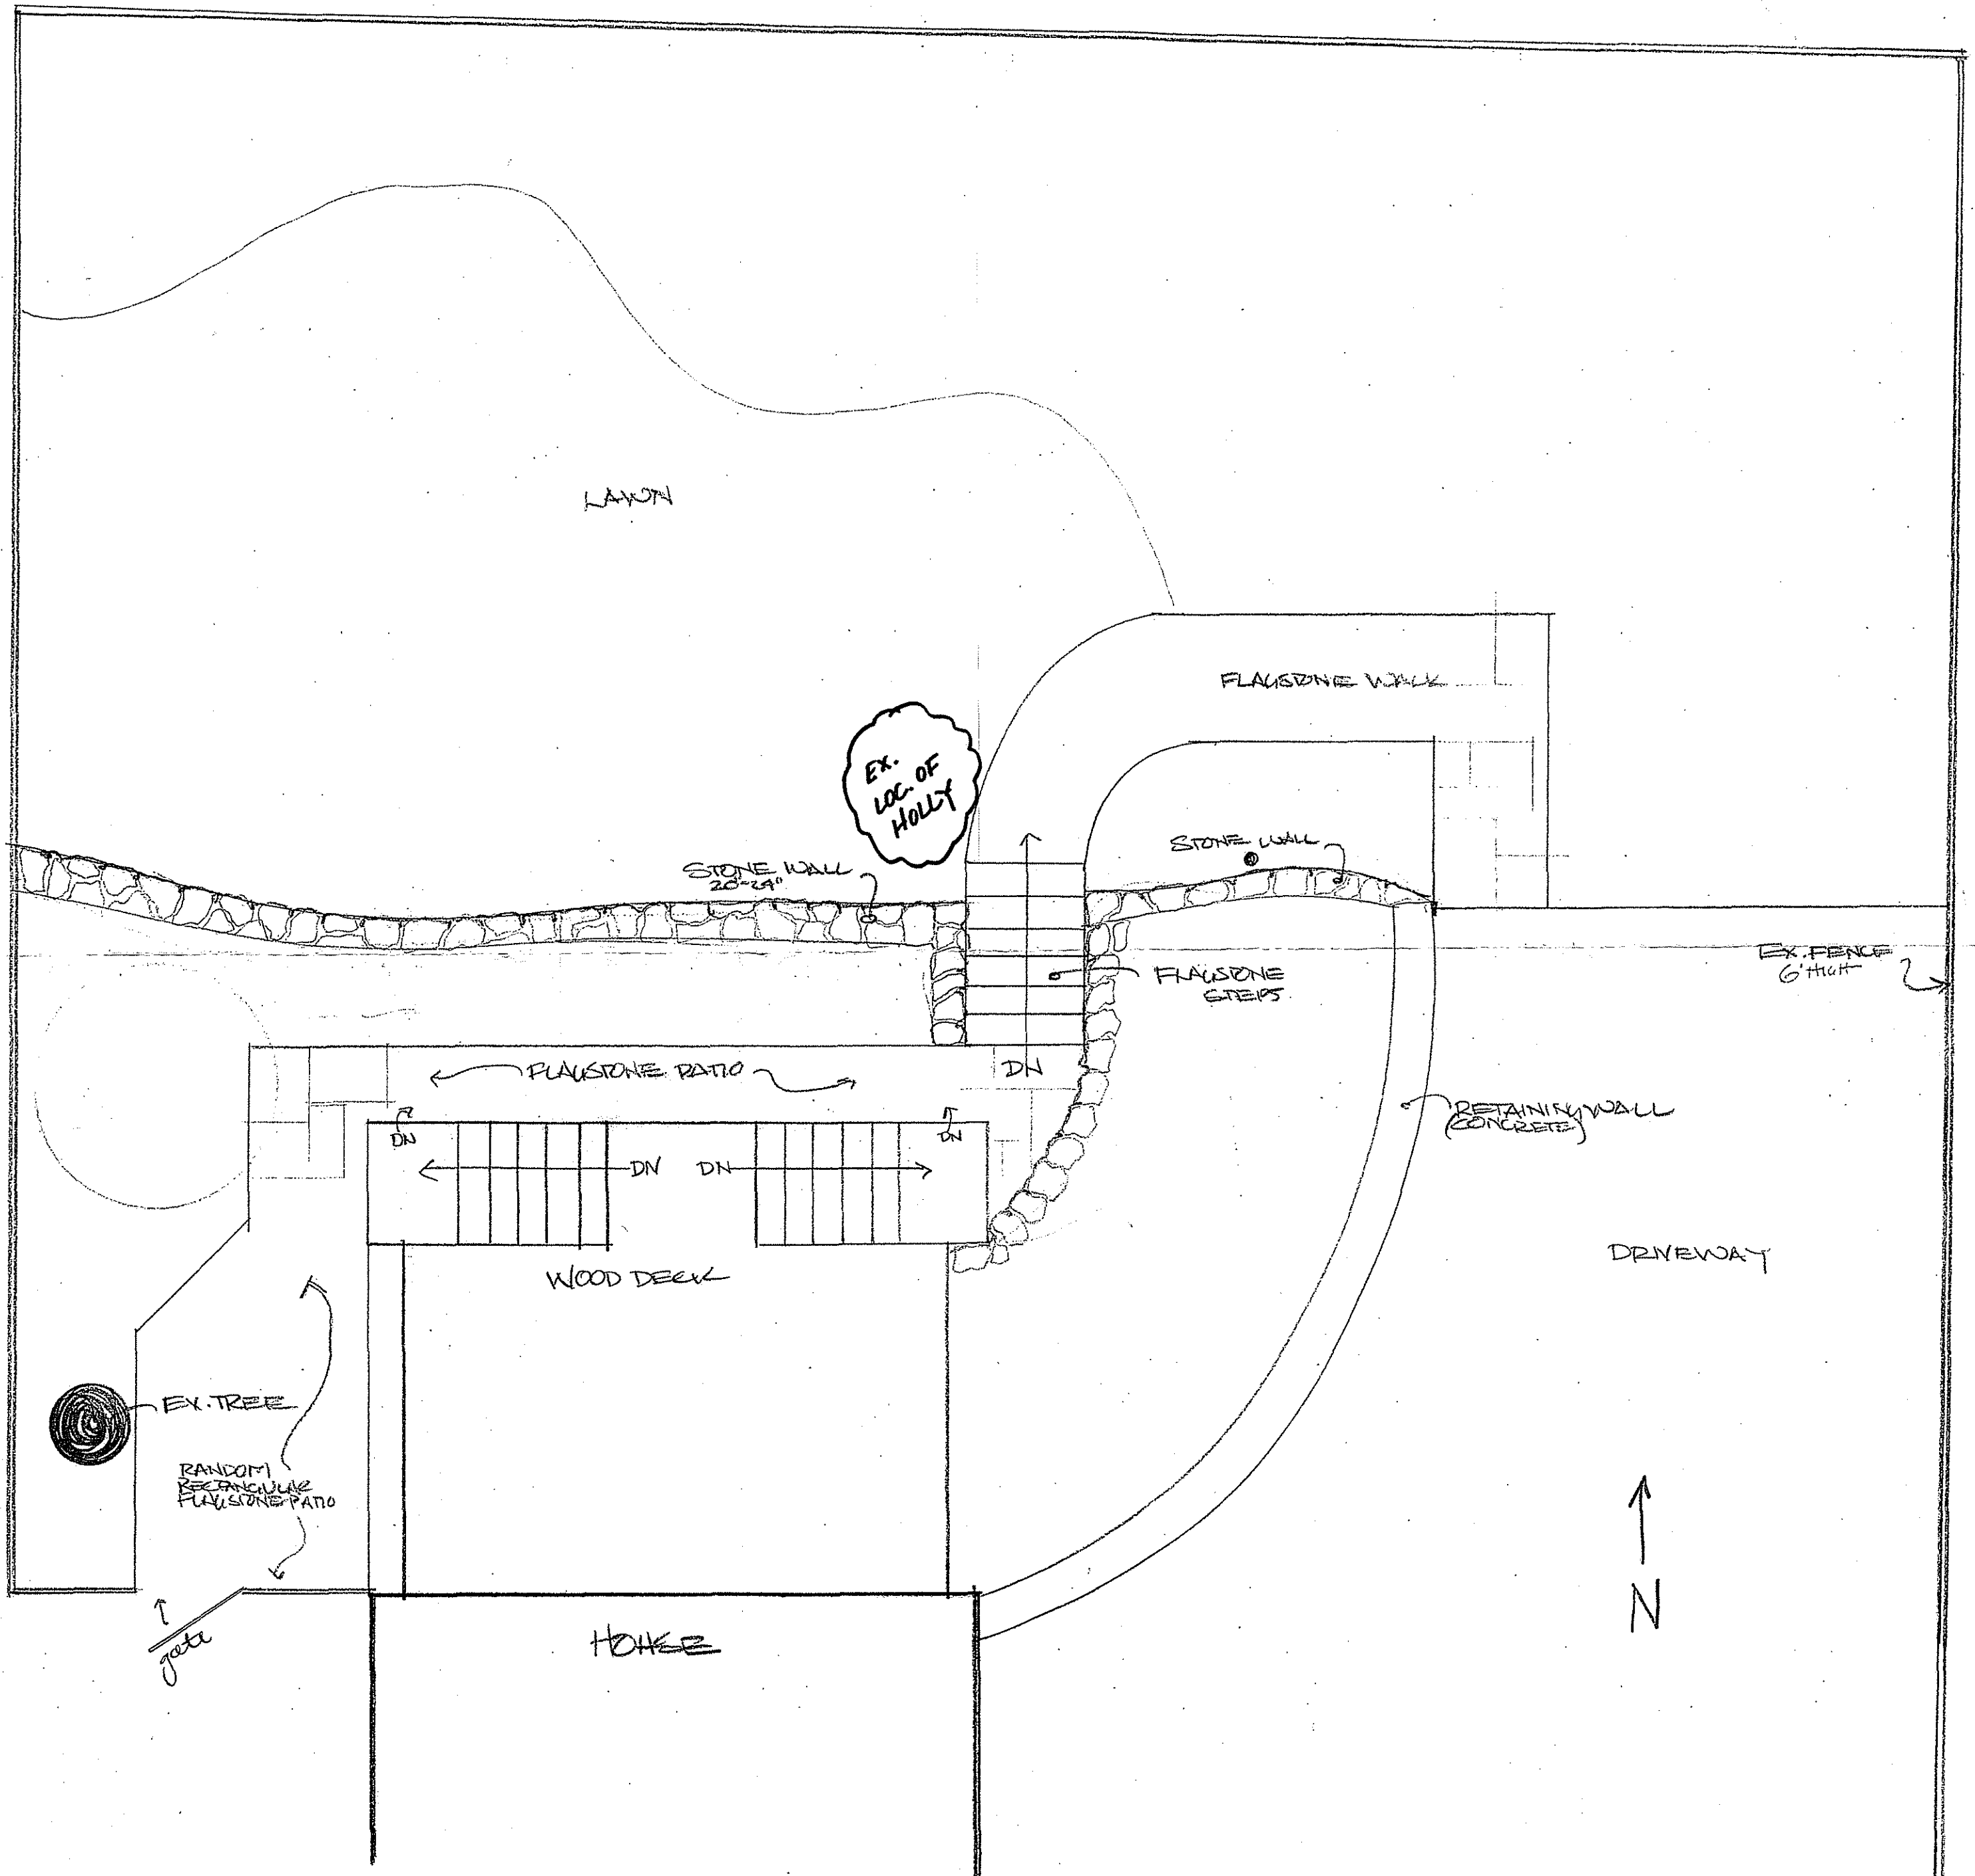 LAWN
FLAGSTONE WALK
EX.
LOC. OF
HOLLY
STONE WALL
STONE WALL
20-24"
FLAGSTONE
STEPS
EX. FENCE
6' HIGH
FLAGSTONE PATIO
DN
DN
DN
RETAINING WALL
(CONCRETE)
DN
DN
DRIVEWAY
WOOD DECK
EX. TREE
RANDOM
RECTANGULAR
FLAGSTONE PATIO
N
gate
HOUSE